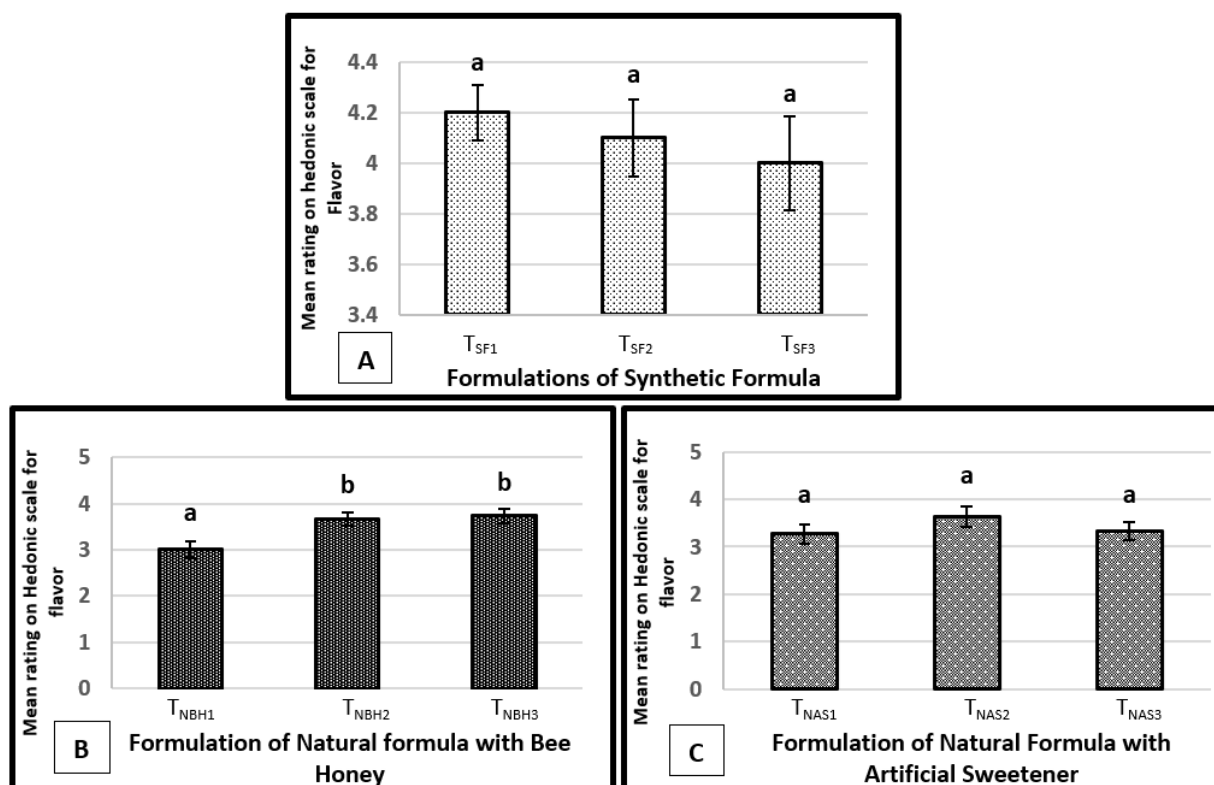 Mean rating on hedonic scale for
Flavor
4.4
4.2
4
3.8
3.6
3.4
a
a
a
TSF1
TSF2
TSF3
A
Formulations of Synthetic Formula
Mean rating on Hedonic scale for
flavor
5
4
3
2
1
0
a
b
b
TNBH1
TNBH2
TNBH3
B
Formulation of Natural formula with Bee
Honey
Mean rating on Hedonic scale for
flavor
5
4
3
2
1
0
a
a
a
TNAS1
TNAS2
TNAS3
C
Formulation of Natural Formula with
Artificial Sweetener